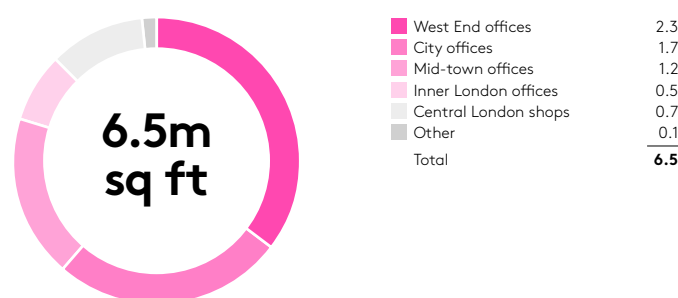 6.5m
sq ft
West End offices 2.3
City offices 1.7
Mid-town offices 1.2
Inner London offices 0.5
Central London shops 0.7
Other 0.1
Total 6.5